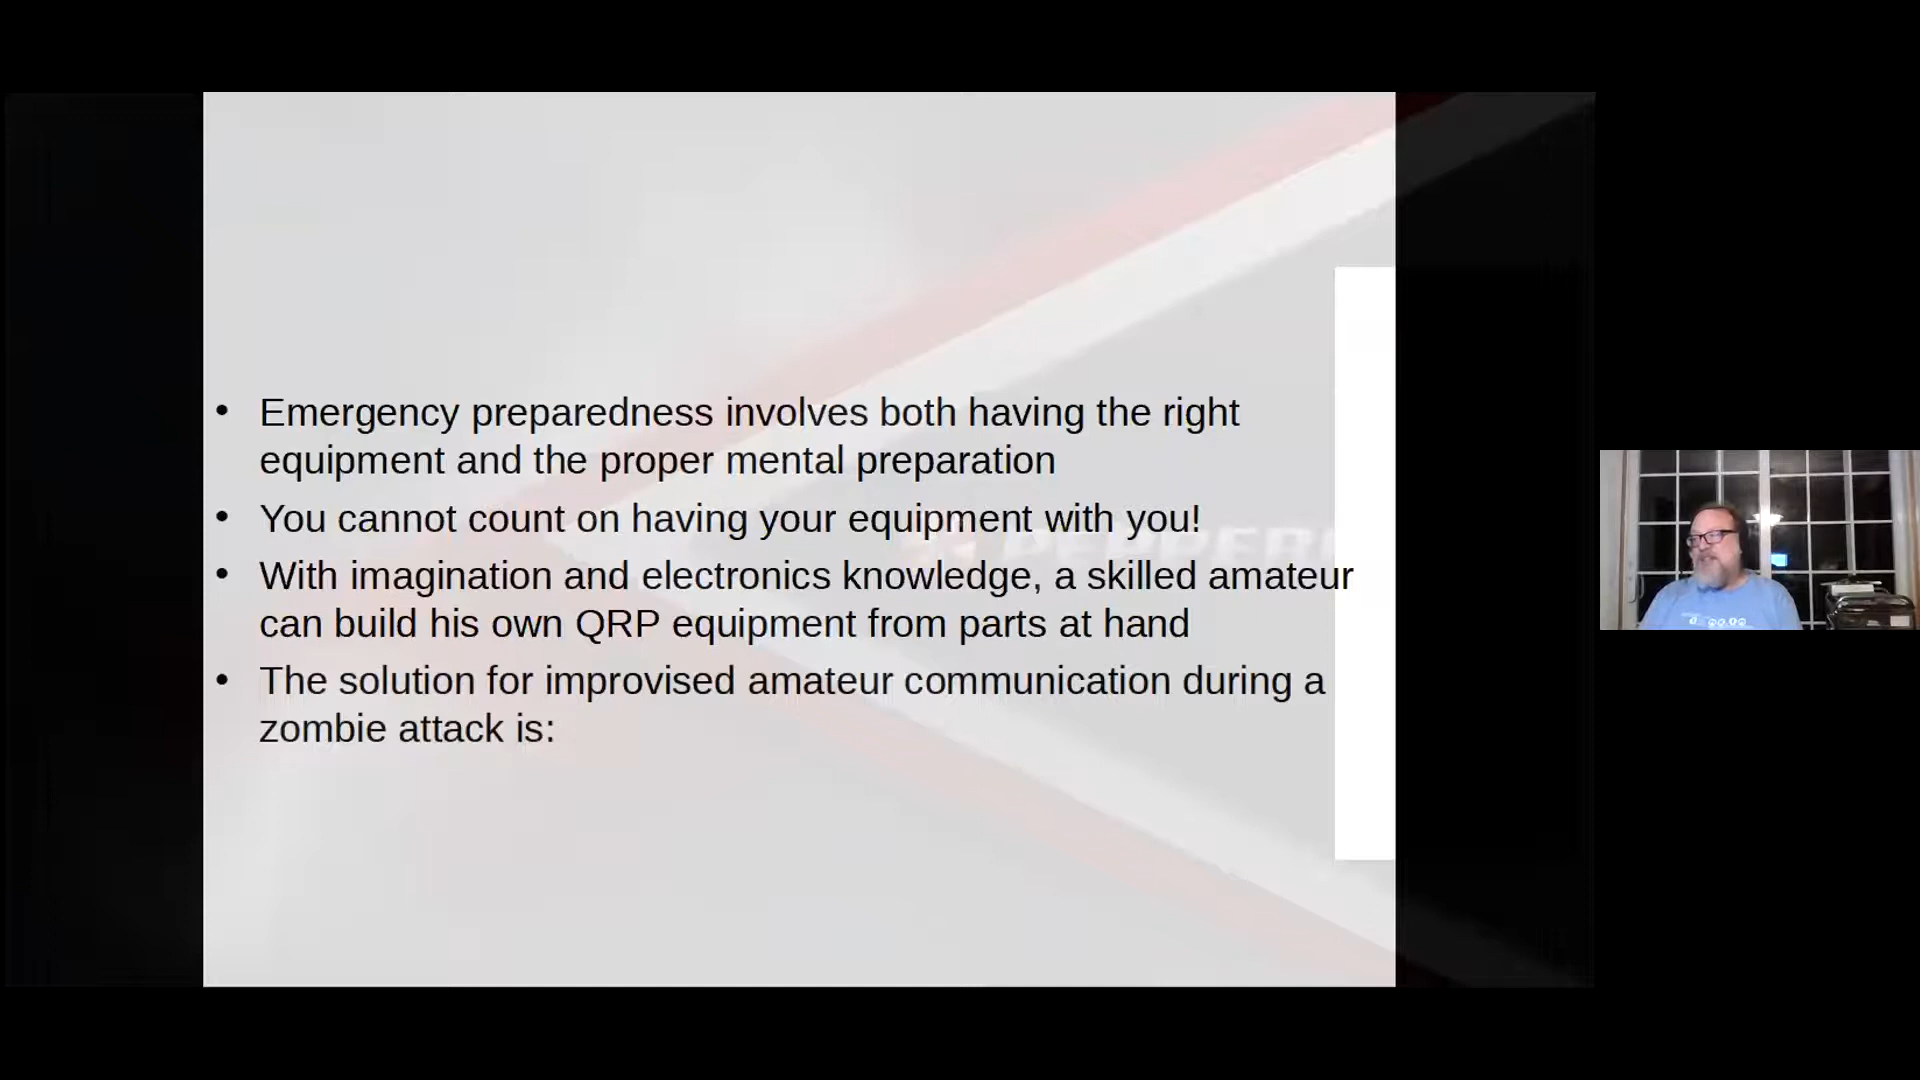 • Emergency preparedness involves both having the right
equipment and the proper mental preparation
• You cannot count on having your equipment with you!
• With imagination and electronics knowledge, a skilled amateur
can build his own QRP equipment from parts at hand
• The solution for improvised amateur communication during a
zombie attack is: